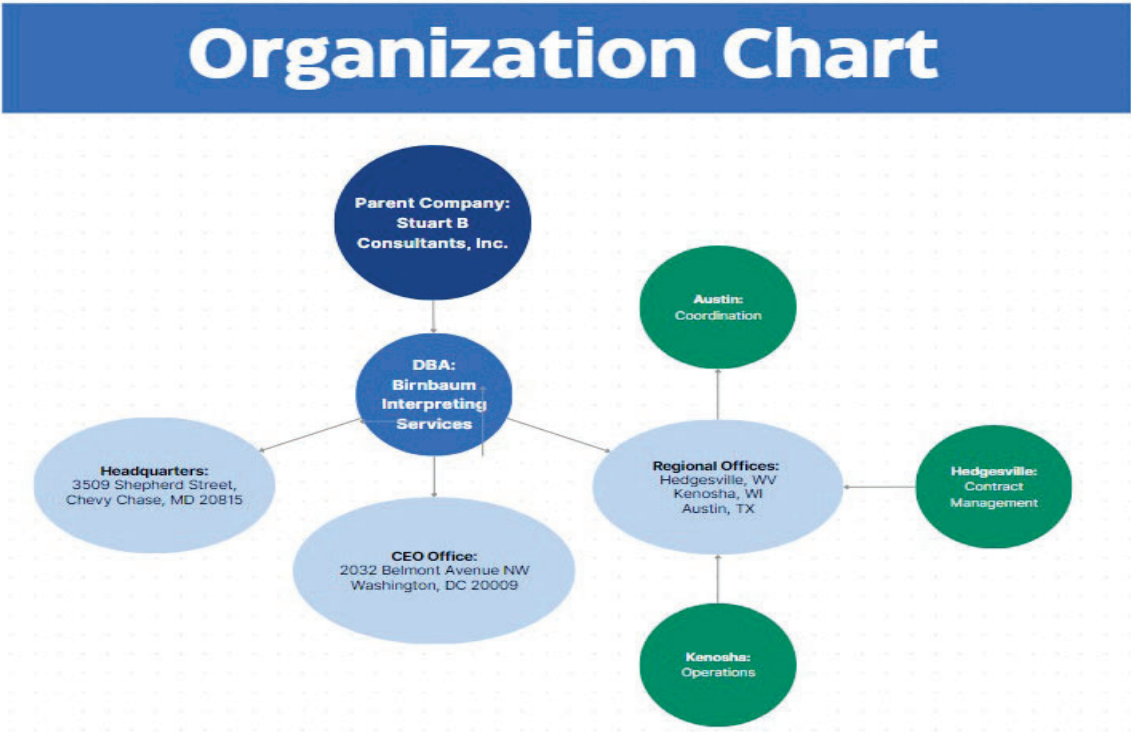 Organization Chart
Parent Company:
Stuart B
Consultants, Inc.
DBA:
Birnbaum
Interpreting
Services
Headquarters:
3509 Shepherd Street,
Chevy Chase, MD 20815
CEO Office:
2032 Belmont Avenue NW
Washington, DC 20009
Regional Offices:
Hedgesville, WV
Kenosha, WI
Austin, TX
Austin:
Coordination
Hedgesville:
Contract
Management
Kenosha:
Operations